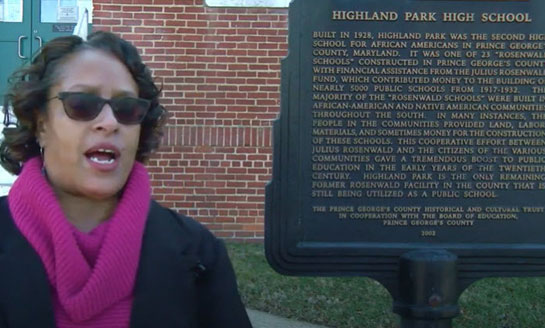 HIGHLAND PARK HIGH SCHOOL
BUILT IN 1928, HIGHLAND PARK WAS THE SECOND HIGH
SCHOOL FOR AFRICAN AMERICANS IN PRINCE GEORGE'S
COUNTY, MARYLAND. IT WAS ONE OF 23 "ROSENWALD
SCHOOLS" CONSTRUCTED IN PRINCE GEORGE'S COUNTY
WITH FINANCIAL ASSISTANCE FROM THE JULIUS ROSENWALD
FUND, WHICH CONTRIBUTED MONEY TO THE BUILDING OF
NEARLY 5000 PUBLIC SCHOOLS FROM 1917-1932. THE
MAJORITY OF THE "ROSENWALD SCHOOLS" WERE BUILT IN
AFRICAN-AMERICAN AND NATIVE AMERICAN COMMUNITIES
THROUGHOUT THE SOUTH. IN MANY INSTANCES, THE
PEOPLE IN THE COMMUNITIES PROVIDED LAND, LABOR,
MATERIALS, AND SOMETIMES MONEY FOR THE CONSTRUCTION
OF THESE SCHOOLS. THIS COOPERATIVE EFFORT BETWEEN
JULIUS ROSENWALD AND THE CITIZENS OF THE VARIOUS
COMMUNITIES GAVE A TREMENDOUS BOOST TO PUBLIC
EDUCATION IN THE EARLY YEARS OF THE TWENTIETH
CENTURY. HIGHLAND PARK IS THE ONLY REMAINING
FORMER ROSENWALD FACILITY IN THE COUNTY THAT IS
STILL BEING UTILIZED AS A PUBLIC SCHOOL.
THE PRINCE GEORGE'S COUNTY HISTORICAL AND CULTURAL TRUST
IN COOPERATION WITH THE BOARD OF EDUCATION,
PRINCE GEORGE'S COUNTY
2002